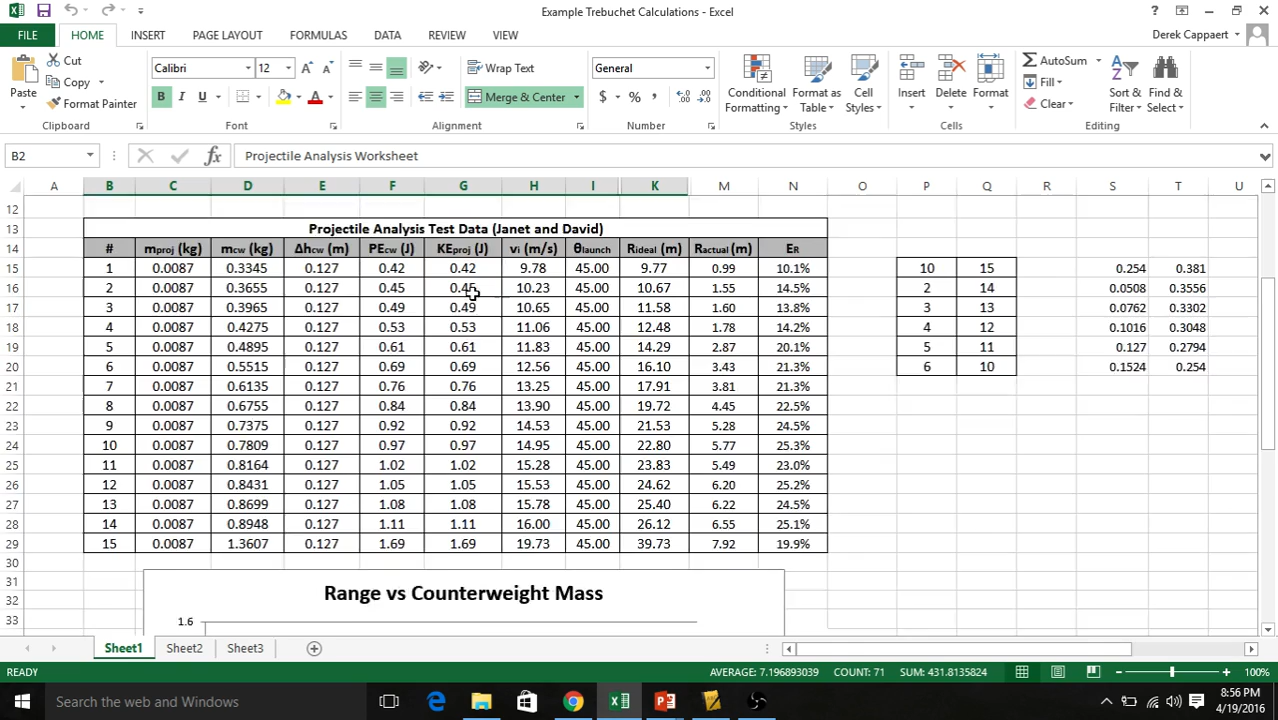 Example Trebuchet Calculations - Excel
?
FILE HOME INSERT PAGE LAYOUT FORMULAS DATA REVIEW VIEW Derek Cappaert
Paste Cut Copy Format Painter Clipboard
Calibri 12 B I U A Font
Wrap Text Merge & Center Alignment
General $ % , Number
Conditional Formatting Format as Table Cell Styles Styles
Insert Delete Format Cells
AutoSum Fill Clear Sort & Filter Find & Select Editing
B2 fx Projectile Analysis Worksheet
A B C D E F G H I K M N O P Q R S T U
12
13 Projectile Analysis Test Data (Janet and David)
14 # mproj (kg) mcw (kg) Δhcw (m) PEcw (J) KEproj (J) vi (m/s) θlaunch Rideal (m) Ractual (m) ER
15 1 0.0087 0.3345 0.127 0.42 0.42 9.78 45.00 9.77 0.99 10.1% 10 15 0.254 0.381
16 2 0.0087 0.3655 0.127 0.45 0.45 10.23 45.00 10.67 1.55 14.5% 2 14 0.0508 0.3556
17 3 0.0087 0.3965 0.127 0.49 0.49 10.65 45.00 11.58 1.60 13.8% 3 13 0.0762 0.3302
18 4 0.0087 0.4275 0.127 0.53 0.53 11.06 45.00 12.48 1.78 14.2% 4 12 0.1016 0.3048
19 5 0.0087 0.4895 0.127 0.61 0.61 11.83 45.00 14.29 2.87 20.1% 5 11 0.127 0.2794
20 6 0.0087 0.5515 0.127 0.69 0.69 12.56 45.00 16.10 3.43 21.3% 6 10 0.1524 0.254
21 7 0.0087 0.6135 0.127 0.76 0.76 13.25 45.00 17.91 3.81 21.3%
22 8 0.0087 0.6755 0.127 0.84 0.84 13.90 45.00 19.72 4.45 22.5%
23 9 0.0087 0.7375 0.127 0.92 0.92 14.53 45.00 21.53 5.28 24.5%
24 10 0.0087 0.7809 0.127 0.97 0.97 14.95 45.00 22.80 5.77 25.3%
25 11 0.0087 0.8164 0.127 1.02 1.02 15.28 45.00 23.83 5.49 23.0%
26 12 0.0087 0.8431 0.127 1.05 1.05 15.53 45.00 24.62 6.20 25.2%
27 13 0.0087 0.8699 0.127 1.08 1.08 15.78 45.00 25.40 6.22 24.5%
28 14 0.0087 0.8948 0.127 1.11 1.11 16.00 45.00 26.12 6.55 25.1%
29 15 0.0087 1.3607 0.127 1.69 1.69 19.73 45.00 39.73 7.92 19.9%
30
31 Range vs Counterweight Mass
32
33 1.6
Sheet1 Sheet2 Sheet3
READY AVERAGE: 7.196893039 COUNT: 71 SUM: 431.8135824 100%
Search the web and Windows 8:56 PM
4/19/2016